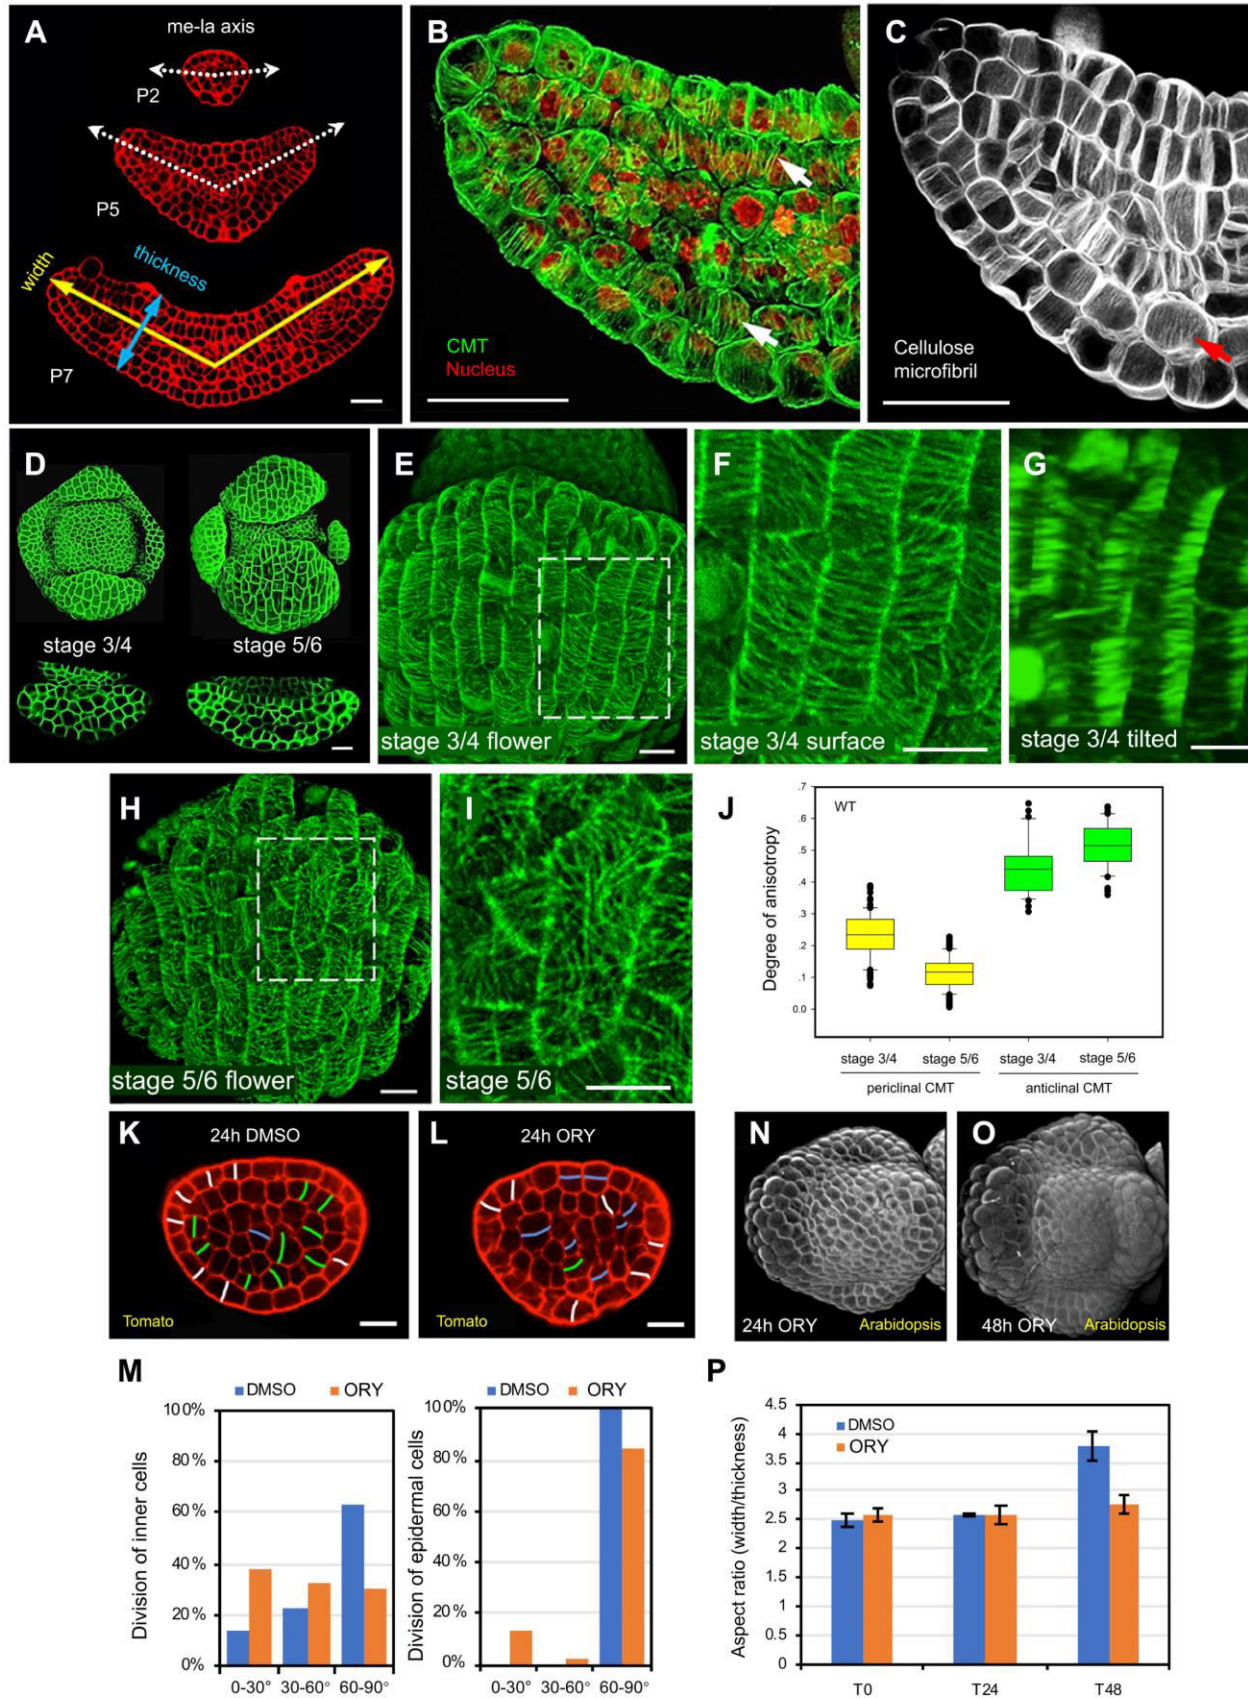 A
me-la axis
P2
P5
width
thickness
P7
B
CMT
Nucleus
C
Cellulose
microfibril
D
stage 3/4
stage 5/6
E
stage 3/4 flower
F
stage 3/4 surface
G
stage 3/4 tilted
H
stage 5/6 flower
I
stage 5/6
J
WT
Degree of anisotropy
.7
.6
.5
.4
.3
.2
.1
0.0
stage 3/4
stage 5/6
stage 3/4
stage 5/6
periclinal CMT
anticlinal CMT
K
24h DMSO
Tomato
L
24h ORY
Tomato
N
24h ORY
Arabidopsis
O
48h ORY
Arabidopsis
M
DMSO
ORY
Division of inner cells
100%
80%
60%
40%
20%
0%
0-30°
30-60°
60-90°
DMSO
ORY
Division of epidermal cells
100%
80%
60%
40%
20%
0%
0-30°
30-60°
60-90°
P
DMSO
ORY
Aspect ratio (width/thickness)
4.5
4
3.5
3
2.5
2
1.5
1
0.5
0
T0
T24
T48